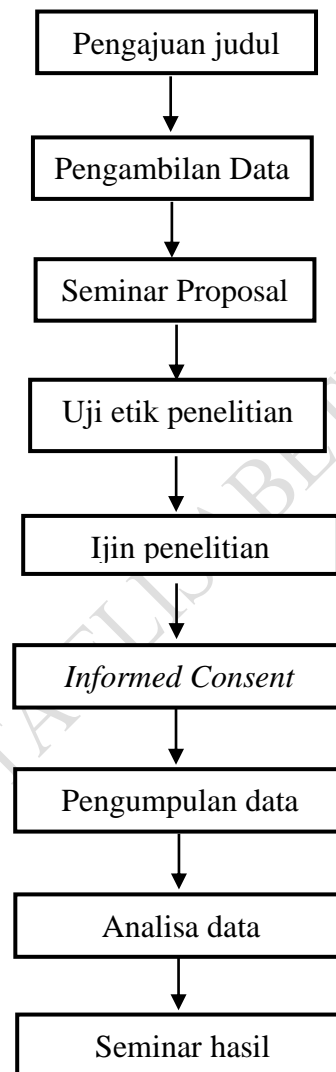 Pengajuan judul
Pengambilan Data
Seminar Proposal
Uji etik penelitian
Ijin penelitian
Informed Consent
Pengumpulan data
Analisa data
Seminar hasil